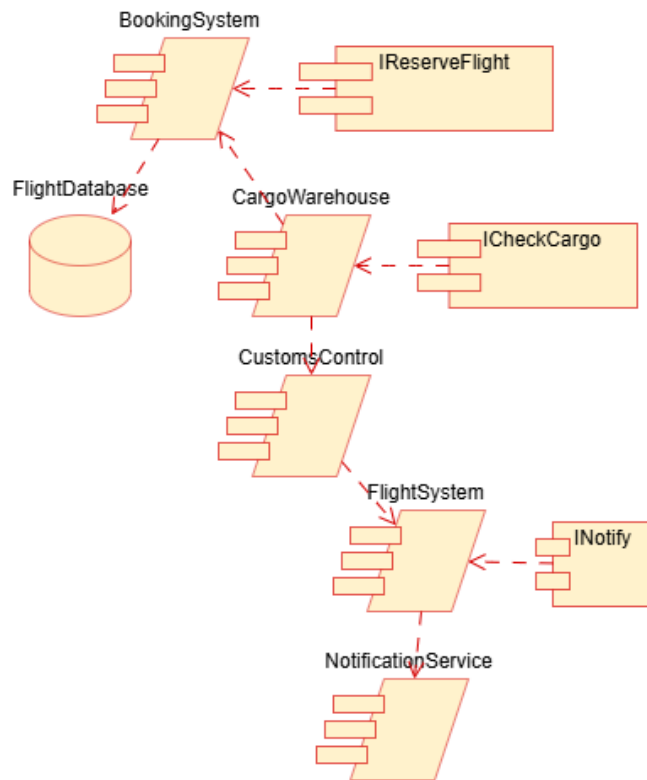 BookingSystem
IReserveFlight
FlightDatabase
CargoWarehouse
ICheckCargo
CustomsControl
FlightSystem
INotify
NotificationService